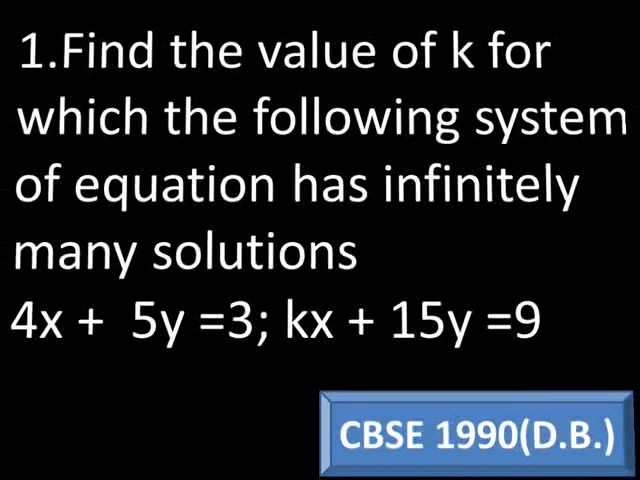 1.Find the value of k for
which the following system
of equation has infinitely
many solutions
4x + 5y =3; kx + 15y =9
CBSE 1990(D.B.)